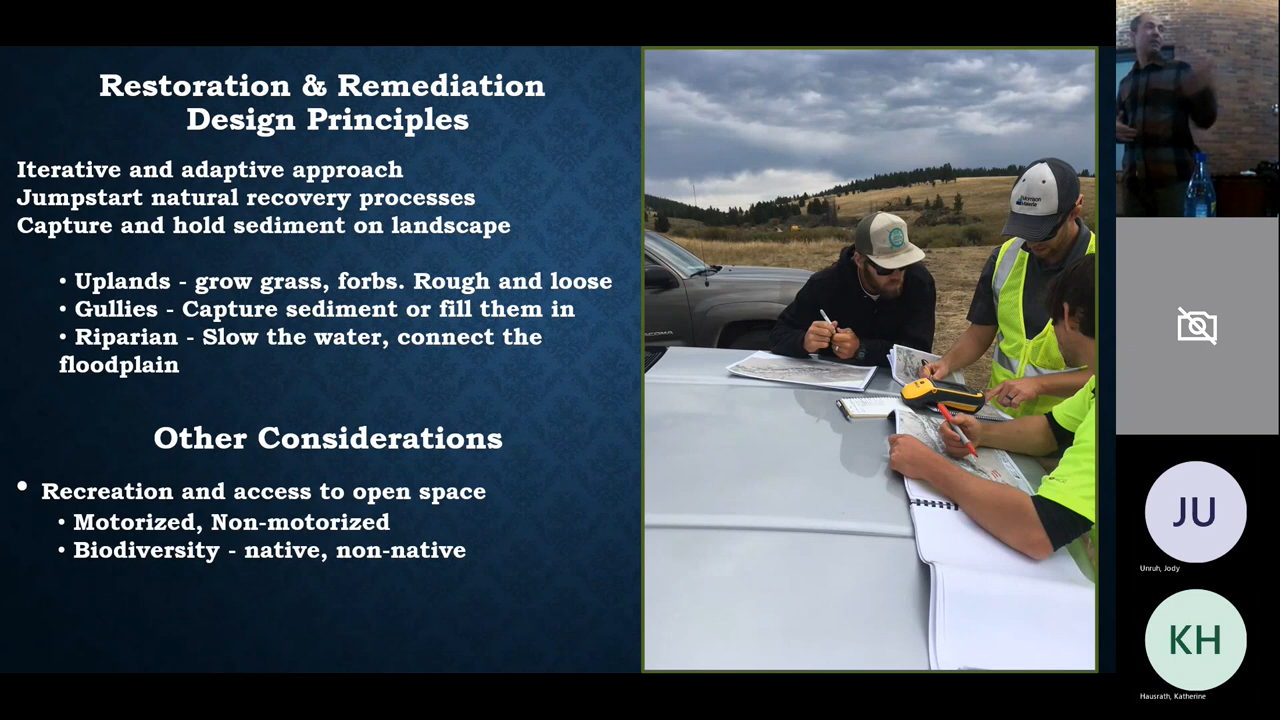 Restoration & Remediation
Design Principles
Iterative and adaptive approach
Jumpstart natural recovery processes
Capture and hold sediment on landscape
• Uplands - grow grass, forbs. Rough and loose
• Gullies - Capture sediment or fill them in
• Riparian - Slow the water, connect the
floodplain
Other Considerations
• Recreation and access to open space
• Motorized, Non-motorized
• Biodiversity - native, non-native
Morrison
Maierle
JU
Unruh, Jody
KH
Hausrath, Katherine